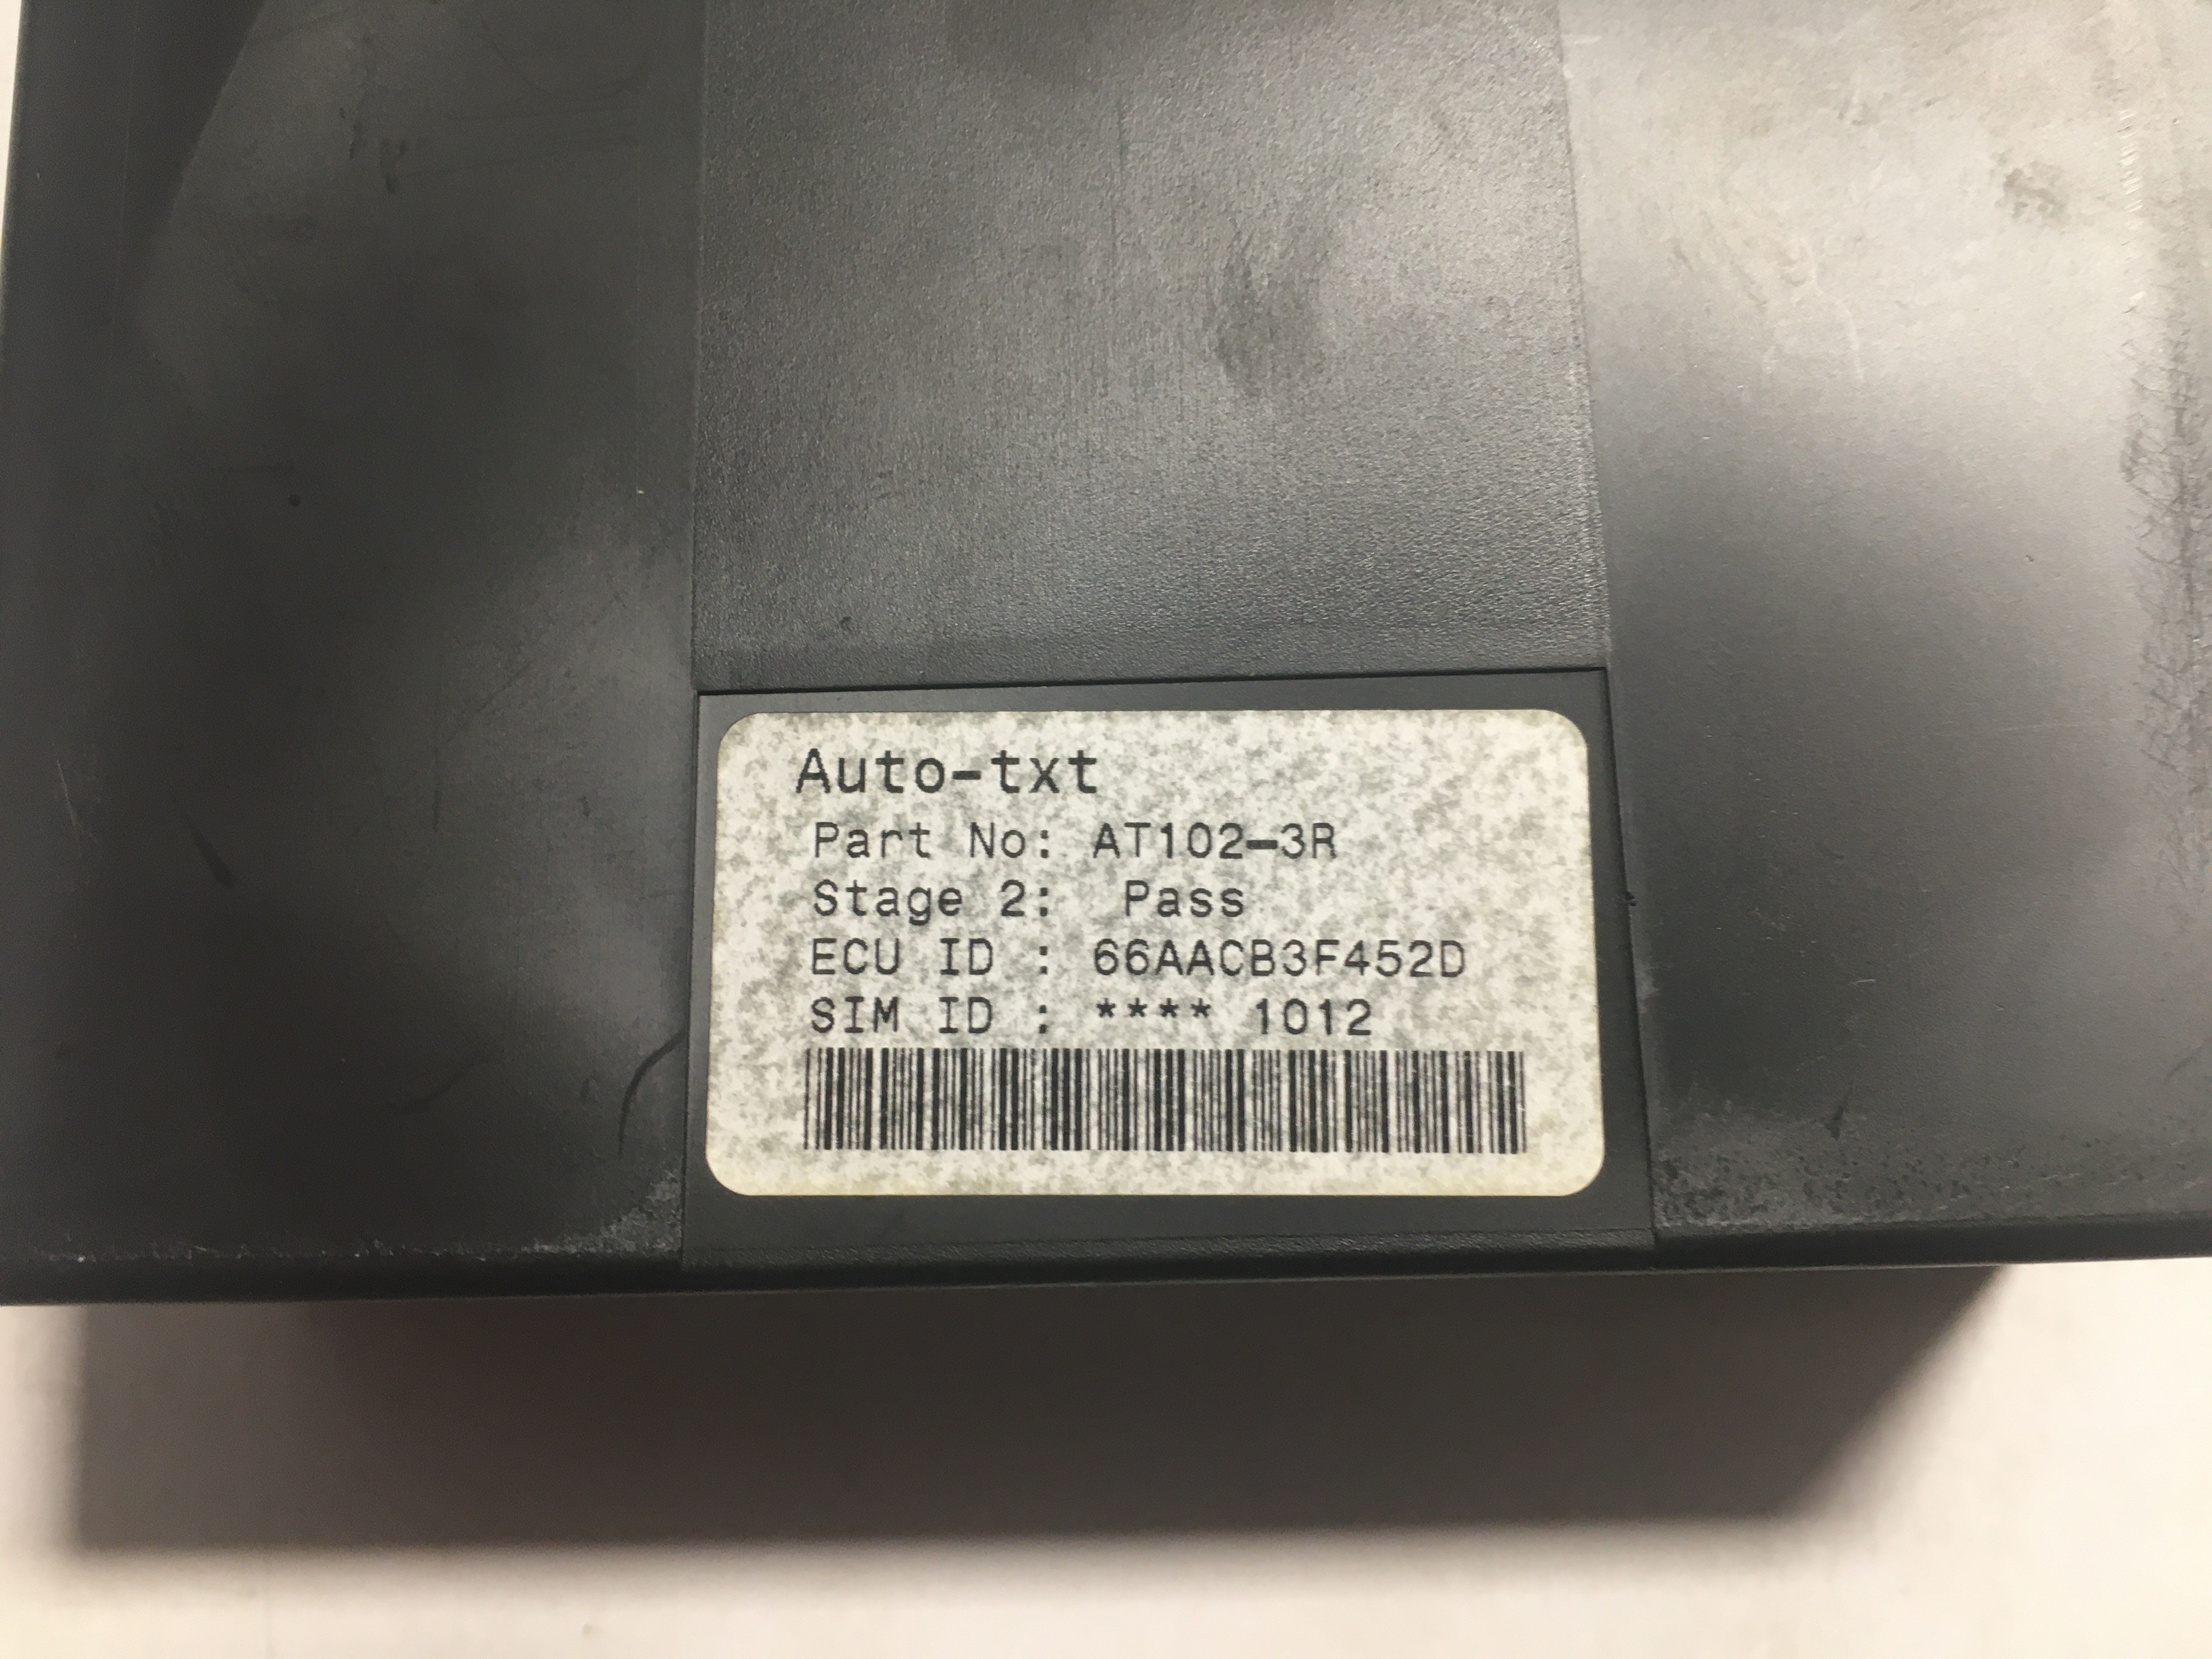 Auto-txt
Part No: AT102-3R
Stage 2: Pass
ECU ID : 66AACB3F452D
SIM ID : **** 1012